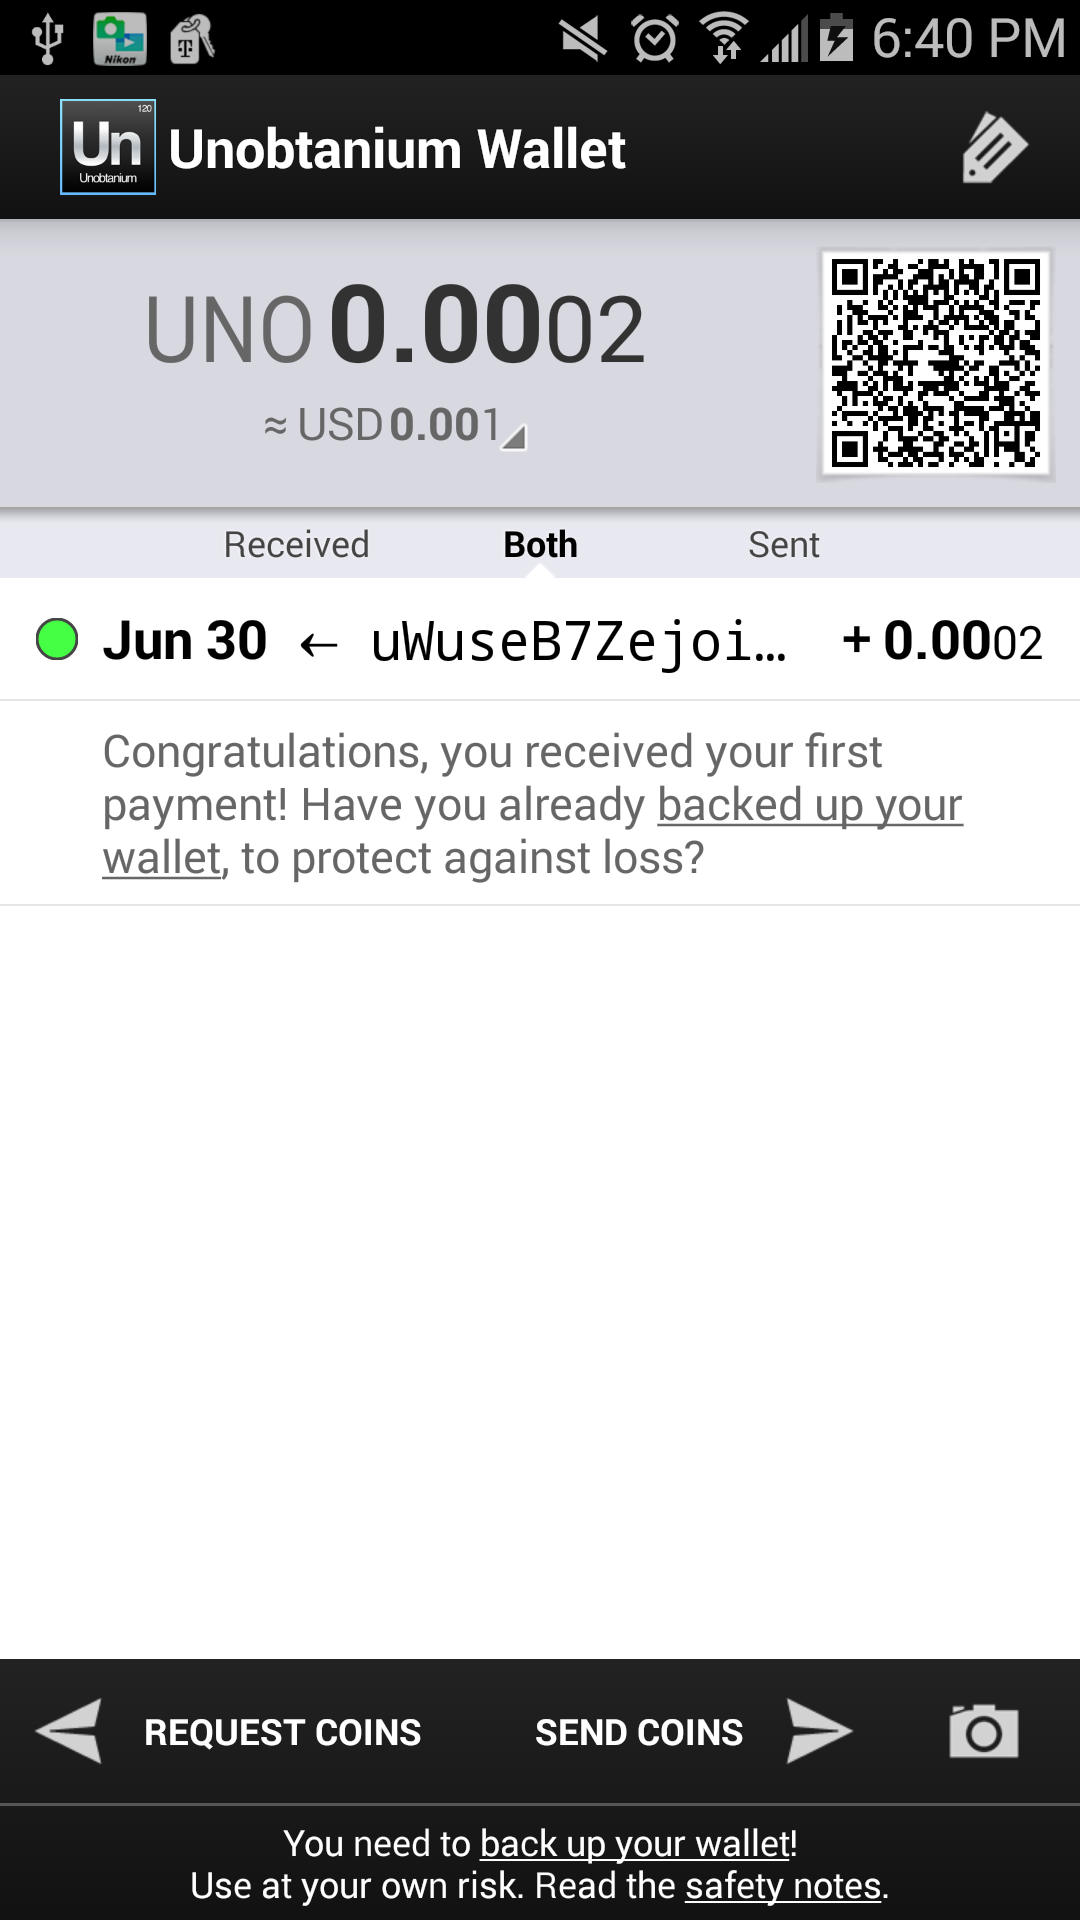 Nikon
T
6:40 PM
120
Un
Unobtanium
Unobtanium Wallet
UNO 0.0002
≈ USD 0.001
Received Both Sent
Jun 30 ← uWuseB7Zejoi… + 0.0002
Congratulations, you received your first
payment! Have you already backed up your
wallet, to protect against loss?
REQUEST COINS SEND COINS
You need to back up your wallet!
Use at your own risk. Read the safety notes.